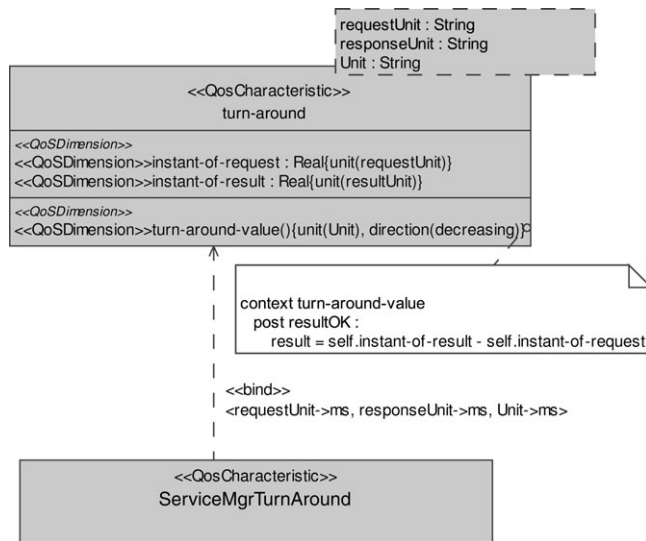 requestUnit : String
responseUnit : String
Unit : String
<<QosCharacteristic>>
turn-around
<<QoSDimension>>
<<QoSDimension>>instant-of-request : Real{unit(requestUnit)}
<<QoSDimension>>instant-of-result : Real{unit(resultUnit)}
<<QoSDimension>>
<<QoSDimension>>turn-around-value(){unit(Unit), direction(decreasing)}
context turn-around-value
post resultOK :
result = self.instant-of-result - self.instant-of-request
<<bind>>
<requestUnit->ms, responseUnit->ms, Unit->ms>
<<QosCharacteristic>>
ServiceMgrTurnAround